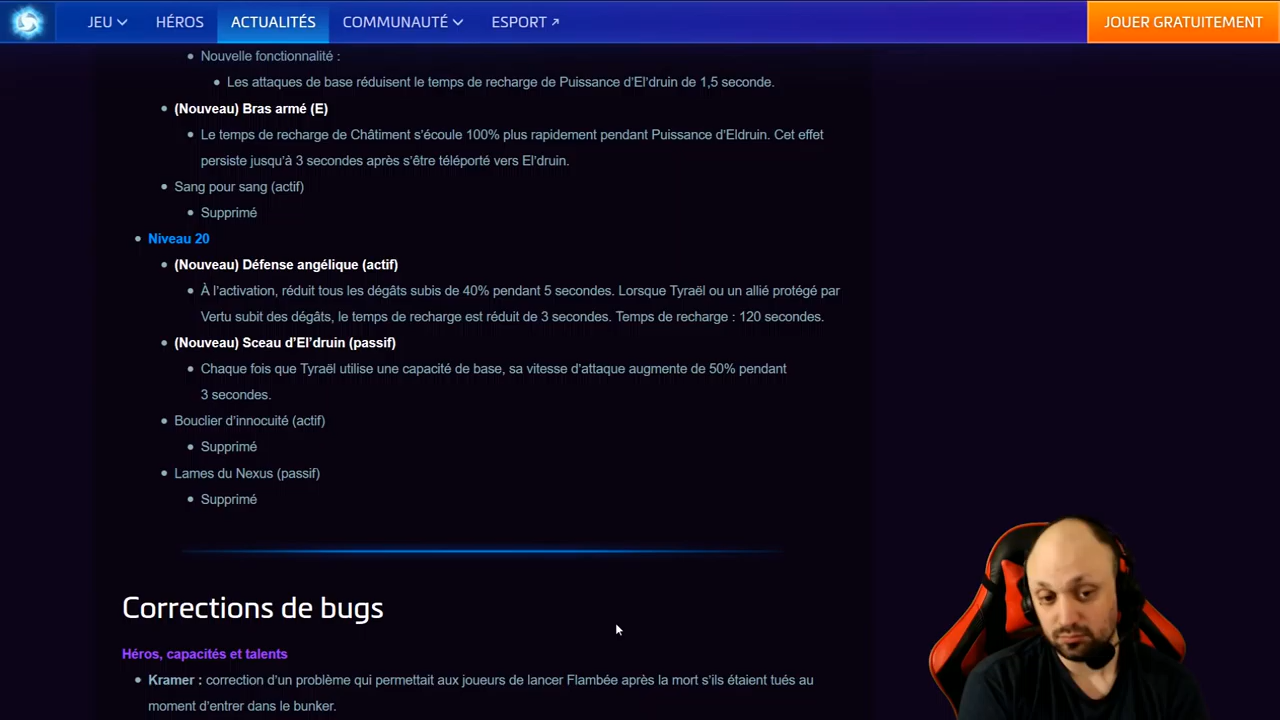 JEU HÉROS ACTUALITÉS COMMUNAUTÉ ESPORT JOUER GRATUITEMENT
Nouvelle fonctionnalité :
Les attaques de base réduisent le temps de recharge de Puissance d'El'druin de 1,5 seconde.
(Nouveau) Bras armé (E)
Le temps de recharge de Châtiment s'écoule 100% plus rapidement pendant Puissance d'Eldruin. Cet effet
persiste jusqu'à 3 secondes après s'être téléporté vers El'druin.
Sang pour sang (actif)
Supprimé
Niveau 20
(Nouveau) Défense angélique (actif)
À l'activation, réduit tous les dégâts subis de 40% pendant 5 secondes. Lorsque Tyraël ou un allié protégé par
Vertu subit des dégâts, le temps de recharge est réduit de 3 secondes. Temps de recharge : 120 secondes.
(Nouveau) Sceau d'El'druin (passif)
Chaque fois que Tyraël utilise une capacité de base, sa vitesse d'attaque augmente de 50% pendant
3 secondes.
Bouclier d'innocuité (actif)
Supprimé
Lames du Nexus (passif)
Supprimé
Corrections de bugs
Héros, capacités et talents
Kramer : correction d'un problème qui permettait aux joueurs de lancer Flambée après la mort s'ils étaient tués au
moment d'entrer dans le bunker.